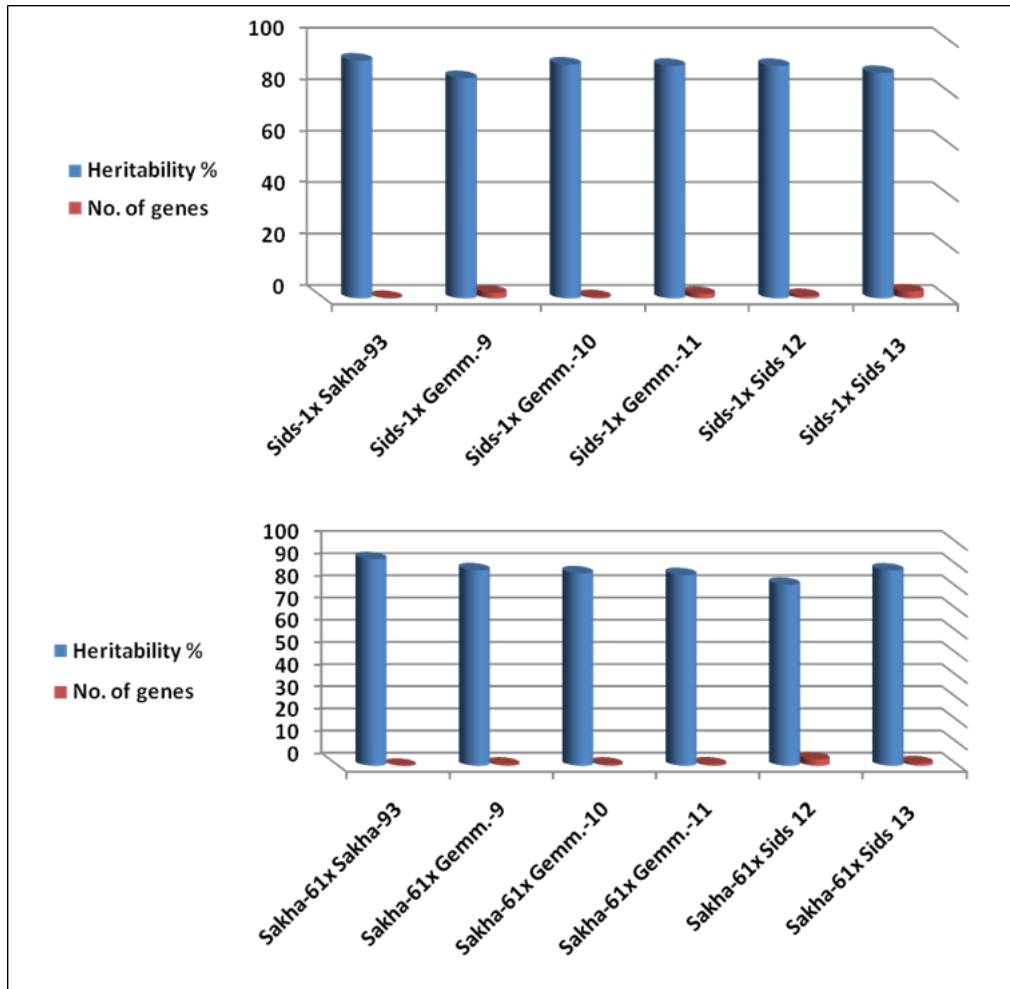 100
80
60
40
20
0
Heritability %
No. of genes
Sids-1x Sakha-93
Sids-1x Gemm.-9
Sids-1x Gemm.-10
Sids-1x Gemm.-11
Sids-1x Sids 12
Sids-1x Sids 13
100
90
80
70
60
50
40
30
20
10
0
Heritability %
No. of genes
Sakha-61x Sakha-93
Sakha-61x Gemm.-9
Sakha-61x Gemm.-10
Sakha-61x Gemm.-11
Sakha-61x Sids 12
Sakha-61x Sids 13